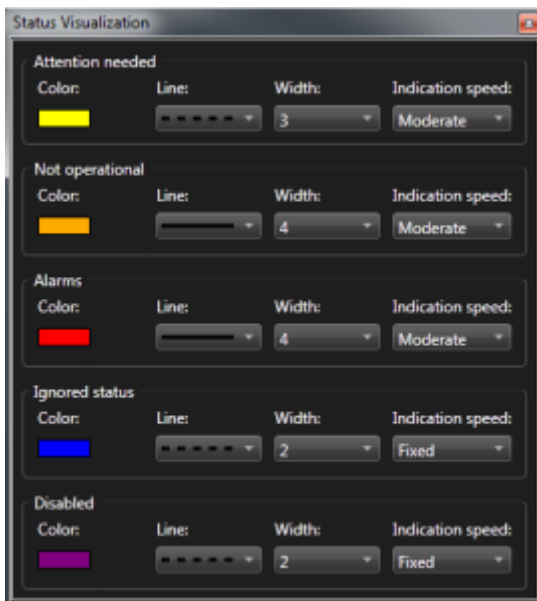 Status Visualization
Attention needed
Color: Line: Width: Indication speed:
3 Moderate
Not operational
Color: Line: Width: Indication speed:
4 Moderate
Alarms
Color: Line: Width: Indication speed:
4 Moderate
Ignored status
Color: Line: Width: Indication speed:
2 Fixed
Disabled
Color: Line: Width: Indication speed:
2 Fixed